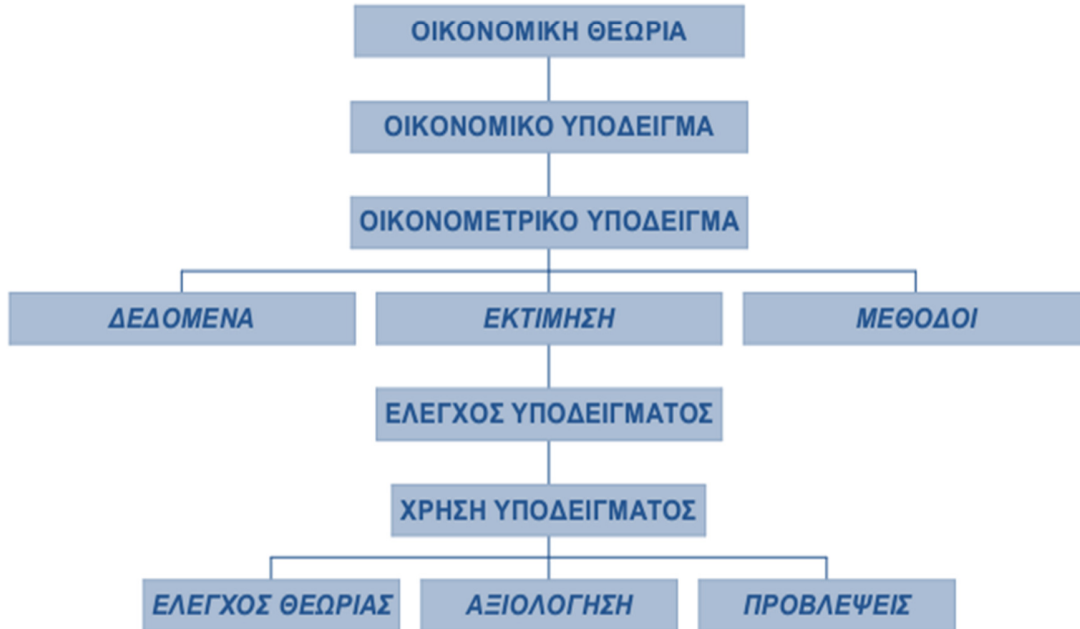 ΟΙΚΟΝΟΜΙΚΗ ΘΕΩΡΙΑ
ΟΙΚΟΝΟΜΙΚΟ ΥΠΟΔΕΙΓΜΑ
ΟΙΚΟΝΟΜΕΤΡΙΚΟ ΥΠΟΔΕΙΓΜΑ
ΔΕΔΟΜΕΝΑ
ΕΚΤΙΜΗΣΗ
ΜΕΘΟΔΟΙ
ΕΛΕΓΧΟΣ ΥΠΟΔΕΙΓΜΑΤΟΣ
ΧΡΗΣΗ ΥΠΟΔΕΙΓΜΑΤΟΣ
ΕΛΕΓΧΟΣ ΘΕΩΡΙΑΣ
ΑΞΙΟΛΟΓΗΣΗ
ΠΡΟΒΛΕΨΕΙΣ